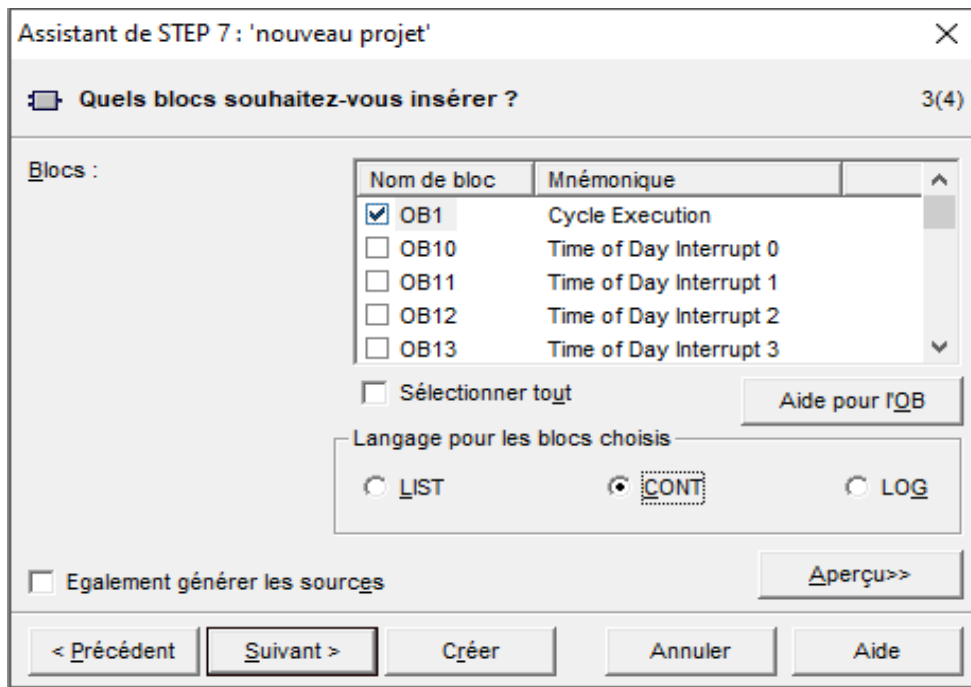 Assistant de STEP 7 : 'nouveau projet'
Quels blocs souhaitez-vous insérer ? 3(4)
Blocs :
Nom de bloc Mnémonique
OB1 Cycle Execution
OB10 Time of Day Interrupt 0
OB11 Time of Day Interrupt 1
OB12 Time of Day Interrupt 2
OB13 Time of Day Interrupt 3
Sélectionner tout Aide pour l'OB
Langage pour les blocs choisis
LIST CONT LOG
Egalement générer les sources Aperçu>>
< Précédent Suivant > Créer Annuler Aide